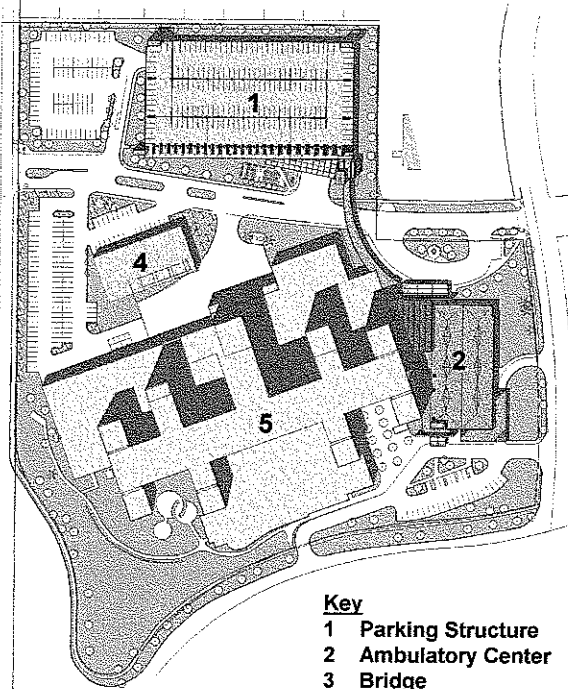 1
4
2
5
Key
1 Parking Structure
2 Ambulatory Center
3 Bridge